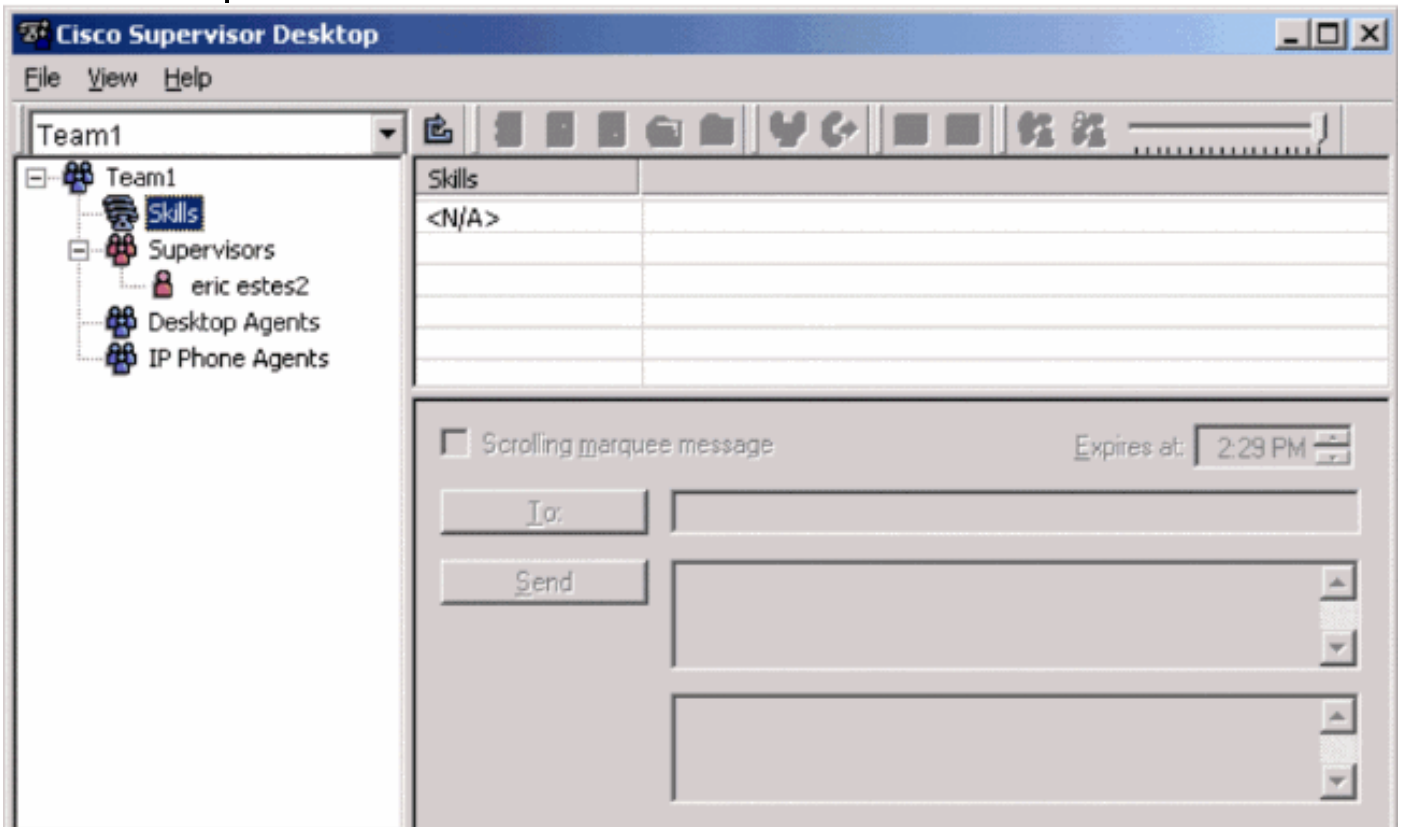 Cisco Supervisor Desktop
File View Help
Team1
Team1
Skills
Supervisors
eric estes2
Desktop Agents
IP Phone Agents
Skills
<N/A>
Scrolling marquee message
Expires at: 2:29 PM
To:
Send